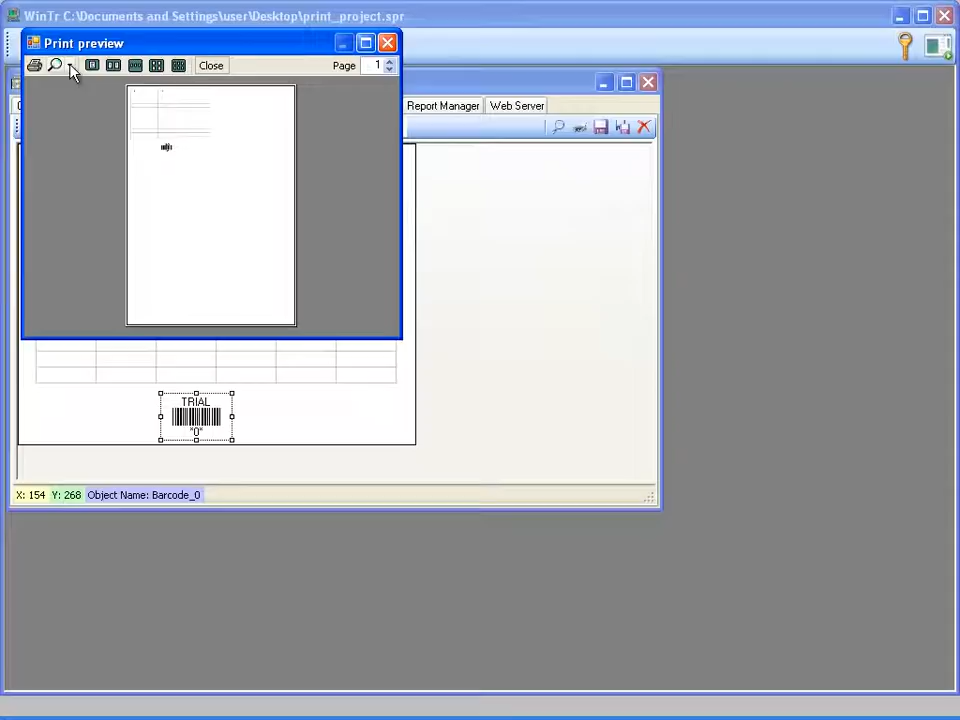 WinTr C:\Documents and Settings\user\Desktop\print_project.spr
Print preview
Close
Page 1
Report Manager
Web Server
TRIAL
*0*
X: 154 Y: 268 Object Name: Barcode_0